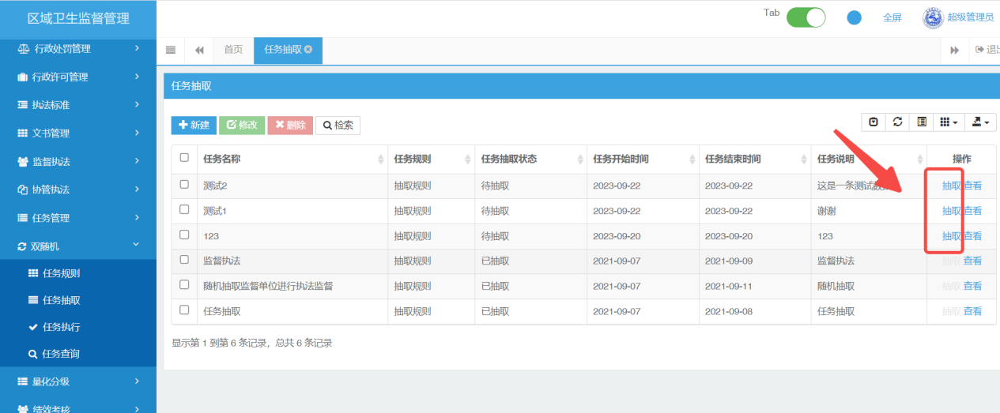 区域卫生监督管理
Tab
全屏
超级管理员
行政处罚管理
行政许可管理
执法标准
文书管理
监督执法
协管执法
任务管理
双随机
任务规则
任务抽取
任务执行
任务查询
量化分级
绩效考核
首页
任务抽取
退出
任务抽取
新建 修改 删除 检索
任务名称 任务规则 任务抽取状态 任务开始时间 任务结束时间 任务说明 操作
测试2 抽取规则 待抽取 2023-09-22 2023-09-22 这是一条测试数 抽取 查看
测试1 抽取规则 待抽取 2023-09-22 2023-09-22 谢谢 抽取 查看
123 抽取规则 待抽取 2023-09-20 2023-09-20 123 抽取 查看
监督执法 抽取规则 已抽取 2021-09-07 2021-09-09 监督执法 抽取 查看
随机抽取监督单位进行执法监督 抽取规则 已抽取 2021-09-07 2021-09-11 随机抽取 抽取 查看
任务抽取 抽取规则 已抽取 2021-09-07 2021-09-08 任务抽取 抽取 查看
显示第 1 到第 6 条记录，总共 6 条记录